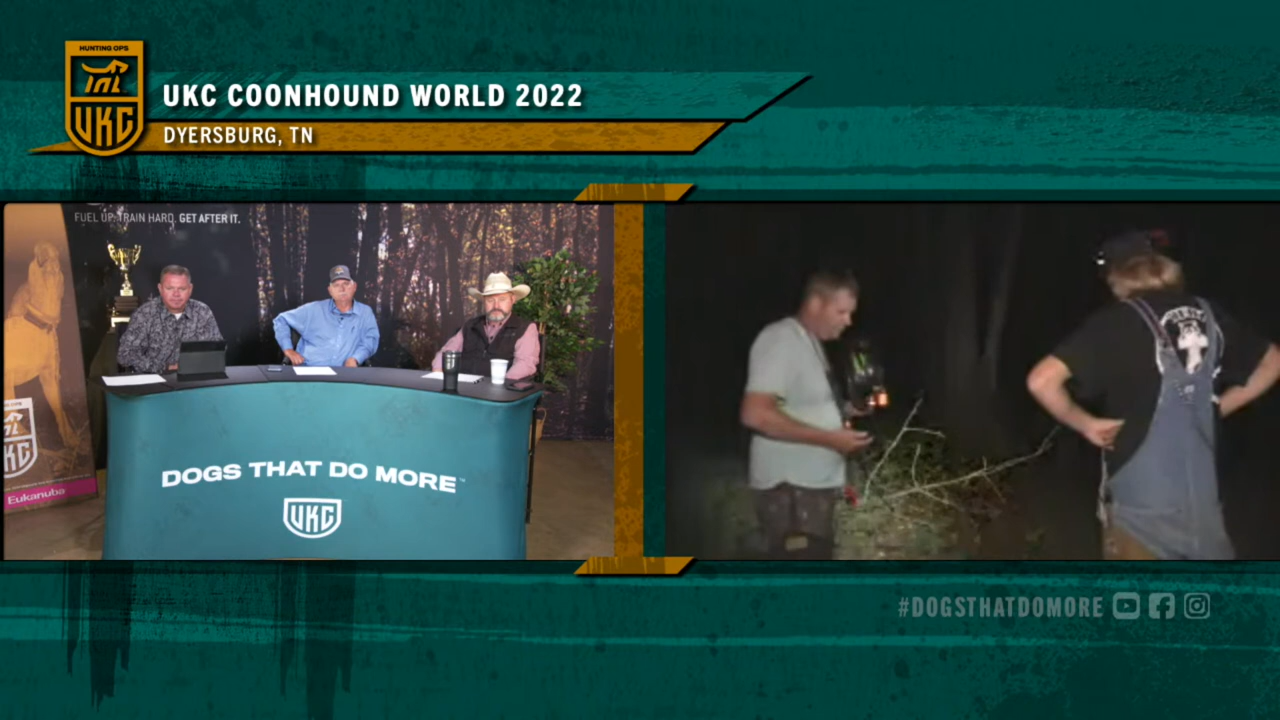 HUNTING OPS
UKC
UKC COONHOUND WORLD 2022
DYERSBURG, TN
FUEL UP. TRAIN HARD. GET AFTER IT.
UKC
Eukanuba
DOGS THAT DO MORE™
UKC
#DOGSTHATDOMORE